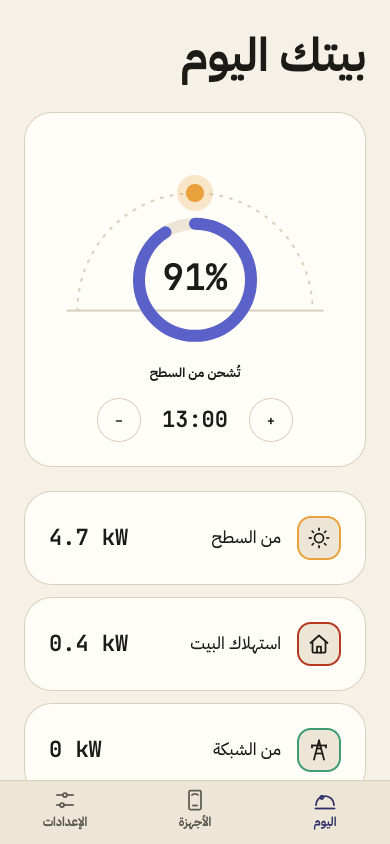 بيتك اليوم
91%
تُشحن من السطح
+ 13:00 −
من السطح 4.7 kW
استهلاك البيت 0.4 kW
من الشبكة 0 kW
اليوم الأجهزة الإعدادات